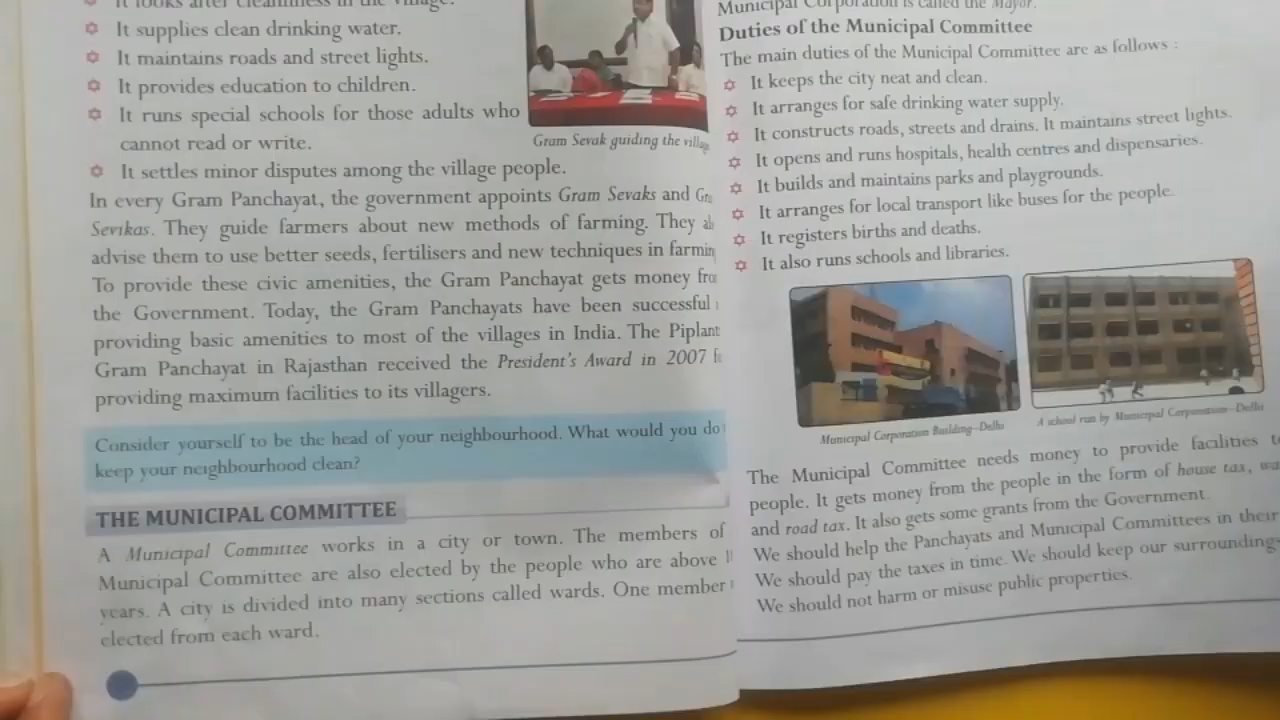 It looks after cleanliness in the village.
It supplies clean drinking water.
It maintains roads and street lights.
It provides education to children.
It runs special schools for those adults who
cannot read or write.
It settles minor disputes among the village people.
Gram Sevak guiding the
In every Gram Panchayat, the government appoints Gram Sevaks and
Sevikas. They guide farmers about new methods of farming. They
advise them to use better seeds, fertilisers and new techniques in
To provide these civic amenities, the Gram Panchayat gets money
the Government. Today, the Gram Panchayats have been successful
providing basic amenities to most of the villages in India. The
Gram Panchayat in Rajasthan received the President's Award in 2007
providing maximum facilities to its villagers.
Consider yourself to be the head of your neighbourhood. What would you do
keep your neighbourhood clean?
THE MUNICIPAL COMMITTEE
A Municipal Committee works in a city or town. The members of
Municipal Committee are also elected by the people who are above
years. A city is divided into many sections called wards. One member
elected from each ward.
Municipal Corporation is called the Mayor.
Duties of the Municipal Committee
The main duties of the Municipal Committee are as follows :
It keeps the city neat and clean.
It arranges for safe drinking water supply.
It constructs roads, streets and drains. It maintains street lights.
It opens and runs hospitals, health centres and dispensaries.
It builds and maintains parks and playgrounds.
It arranges for local transport like buses for the people.
It registers births and deaths.
It also runs schools and libraries.
Municipal Corporation Building–Delhi
A school run by Municipal Corporation–Delhi
The Municipal Committee needs money to provide facilities
people. It gets money from the people in the form of house tax,
and road tax. It also gets some grants from the Government.
We should help the Panchayats and Municipal Committees in their
We should pay the taxes in time. We should keep our
We should not harm or misuse public properties.